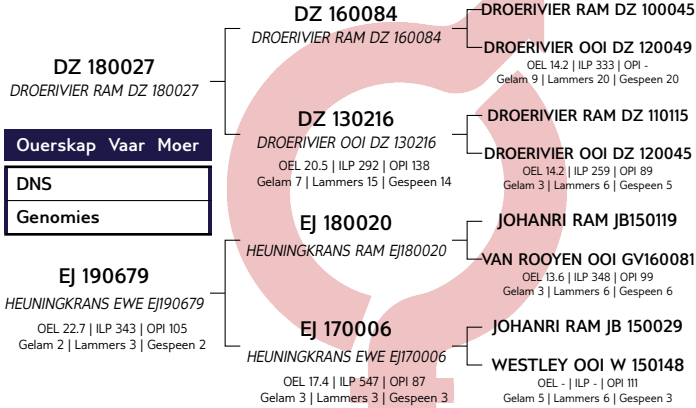 DZ 180027
DROERIVIER RAM DZ 180027
Ouerskap Vaar Moer
DNS
Genomies
EJ 190679
HEUNINGKRANS EWE EJ190679
OEL 22.7 | ILP 343 | OPI 105
Gelam 2 | Lammers 3 | Gespeen 2
DZ 160084
DROERIVIER RAM DZ 160084
DZ 130216
DROERIVIER OOI DZ 130216
OEL 20.5 | ILP 292 | OPI 138
Gelam 7 | Lammers 15 | Gespeen 14
EJ 180020
HEUNINGKRANS RAM EJ180020
EJ 170006
HEUNINGKRANS EWE EJ170006
OEL 17.4 | ILP 547 | OPI 87
Gelam 3 | Lammers 3 | Gespeen 3
DROERIVIER RAM DZ 100045
DROERIVIER OOI DZ 120049
OEL 14.2 | ILP 333 | OPI -
Gelam 9 | Lammers 20 | Gespeen 20
DROERIVIER RAM DZ 110115
DROERIVIER OOI DZ 120045
OEL 14.2 | ILP 259 | OPI 89
Gelam 3 | Lammers 6 | Gespeen 5
JOHANRI RAM JB150119
VAN ROOYEN OOI GV160081
OEL 13.6 | ILP 348 | OPI 99
Gelam 3 | Lammers 6 | Gespeen 6
JOHANRI RAM JB 150029
WESTLEY OOI W 150148
OEL - | ILP - | OPI 111
Gelam 5 | Lammers 6 | Gespeen 3